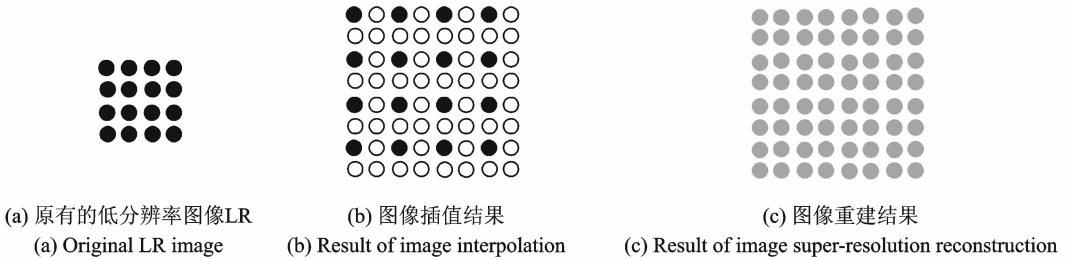 (a) 原有的低分辨率图像LR
(b) 图像插值结果
(c) 图像重建结果
(a) Original LR image
(b) Result of image interpolation
(c) Result of image super-resolution reconstruction